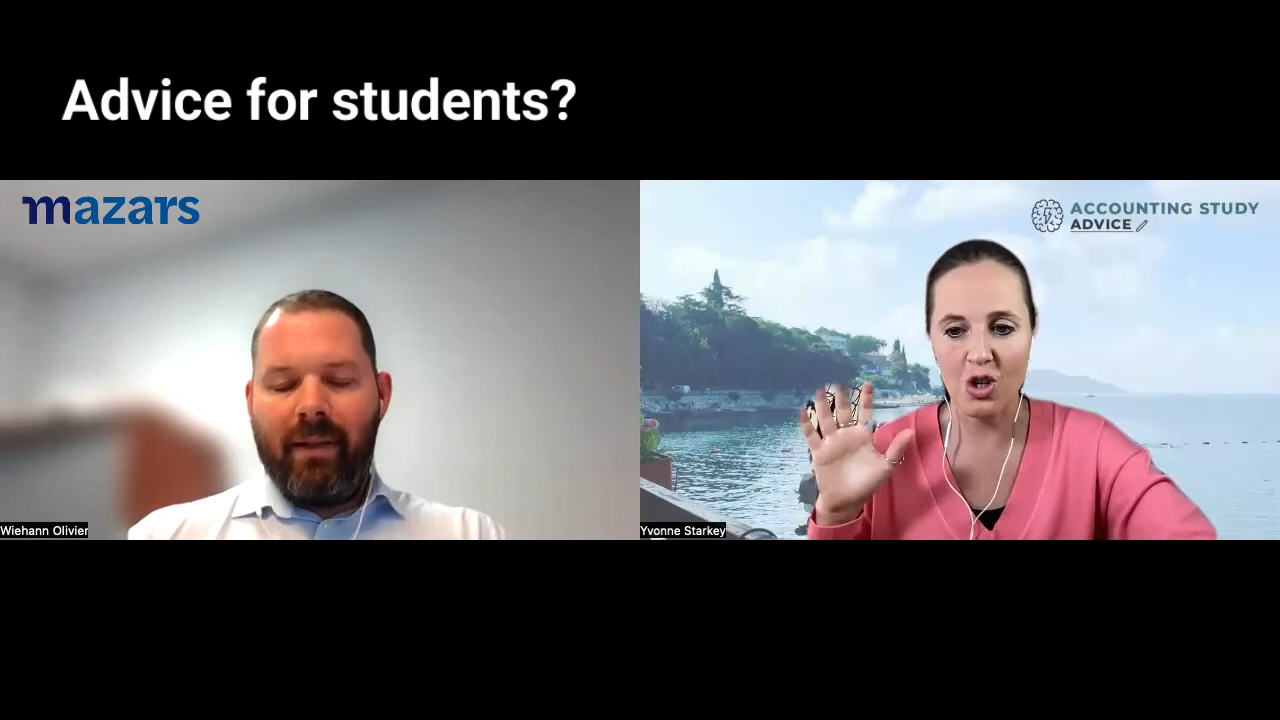 Advice for students?
mazars
ACCOUNTING STUDY
ADVICE
Wiehann Olivier
Yvonne Starkey